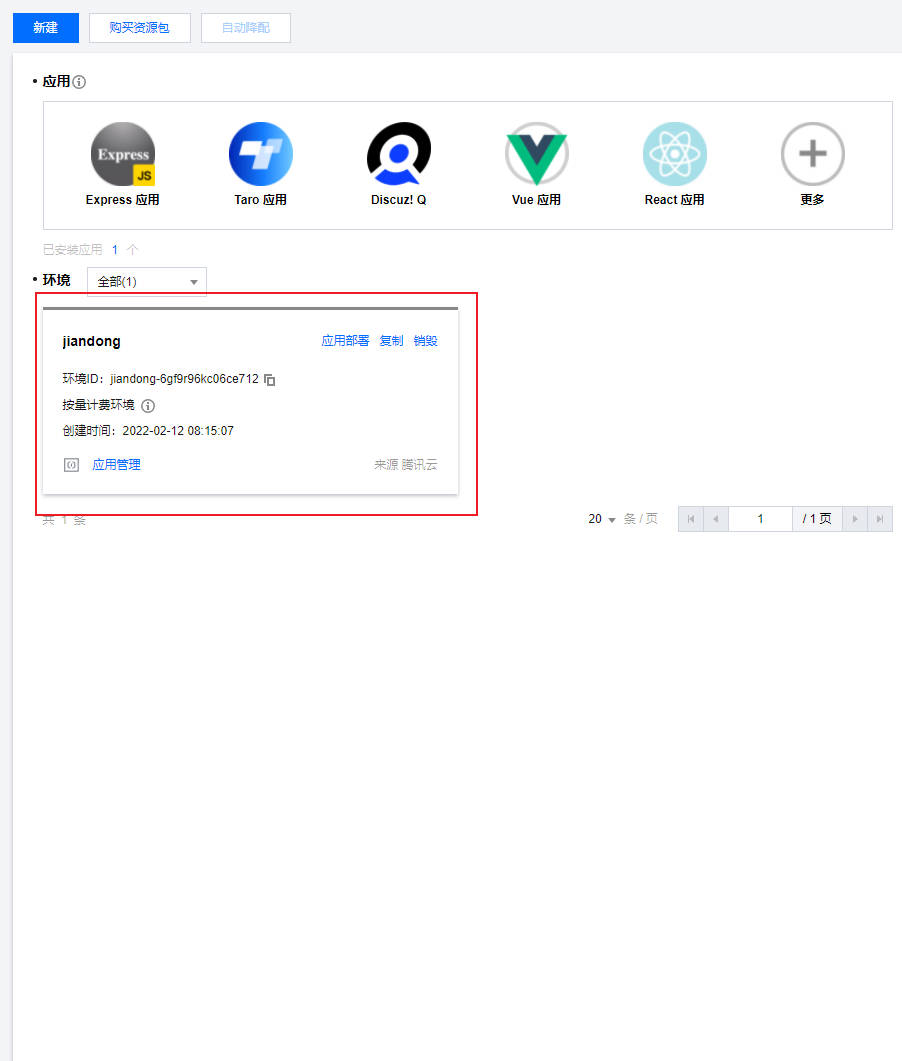 新建 购买资源包 自动降配
• 应用
Express JS
Express 应用 Taro 应用 Discuz! Q Vue 应用 React 应用 更多
已安装应用 1 个
• 环境 全部(1)
jiandong 应用部署 复制 销毁
环境ID：jiandong-6gf9r96kc06ce712
按量计费环境
创建时间：2022-02-12 08:15:07
应用管理 来源 腾讯云
共 1 条 20 条 / 页 1 / 1 页